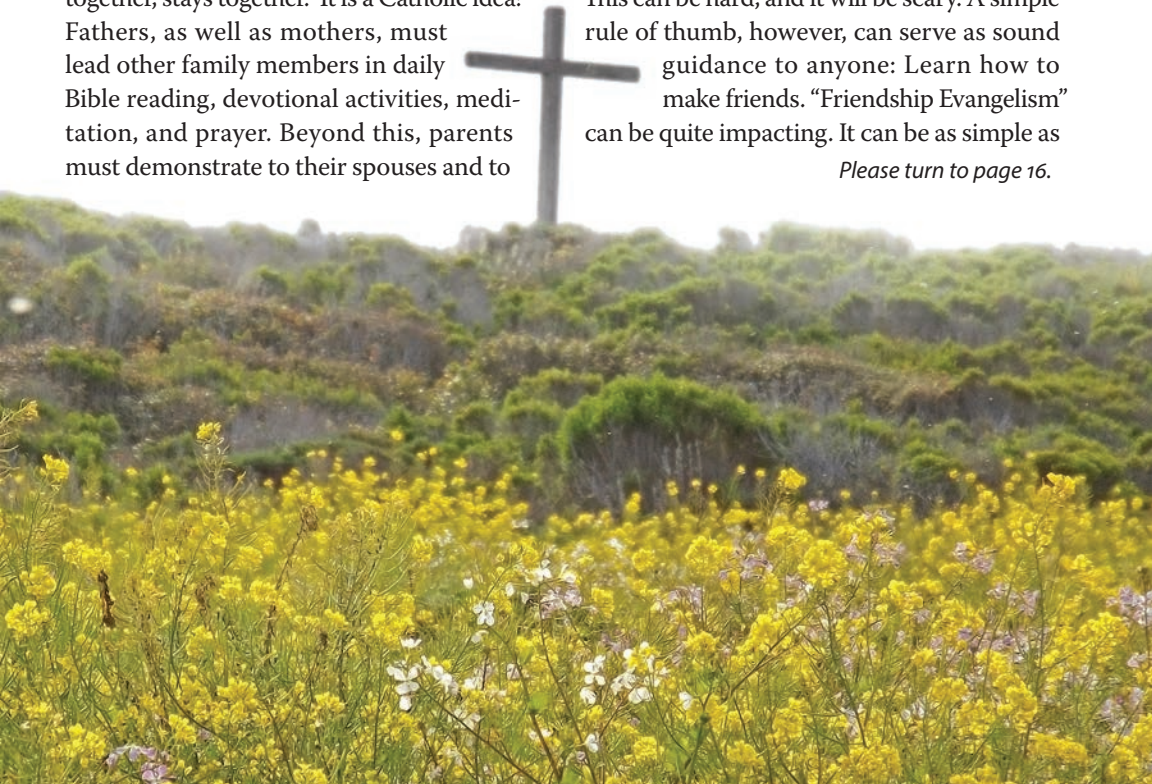 together, stays together." It is a Catholic idea.
Fathers, as well as mothers, must
lead other family members in daily
Bible reading, devotional activities, medi-
tation, and prayer. Beyond this, parents
must demonstrate to their spouses and to
This can be hard, and it will be scary. A simple
rule of thumb, however, can serve as sound
guidance to anyone: Learn how to
make friends. “Friendship Evangelism”
can be quite impacting. It can be as simple as
Please turn to page 16.